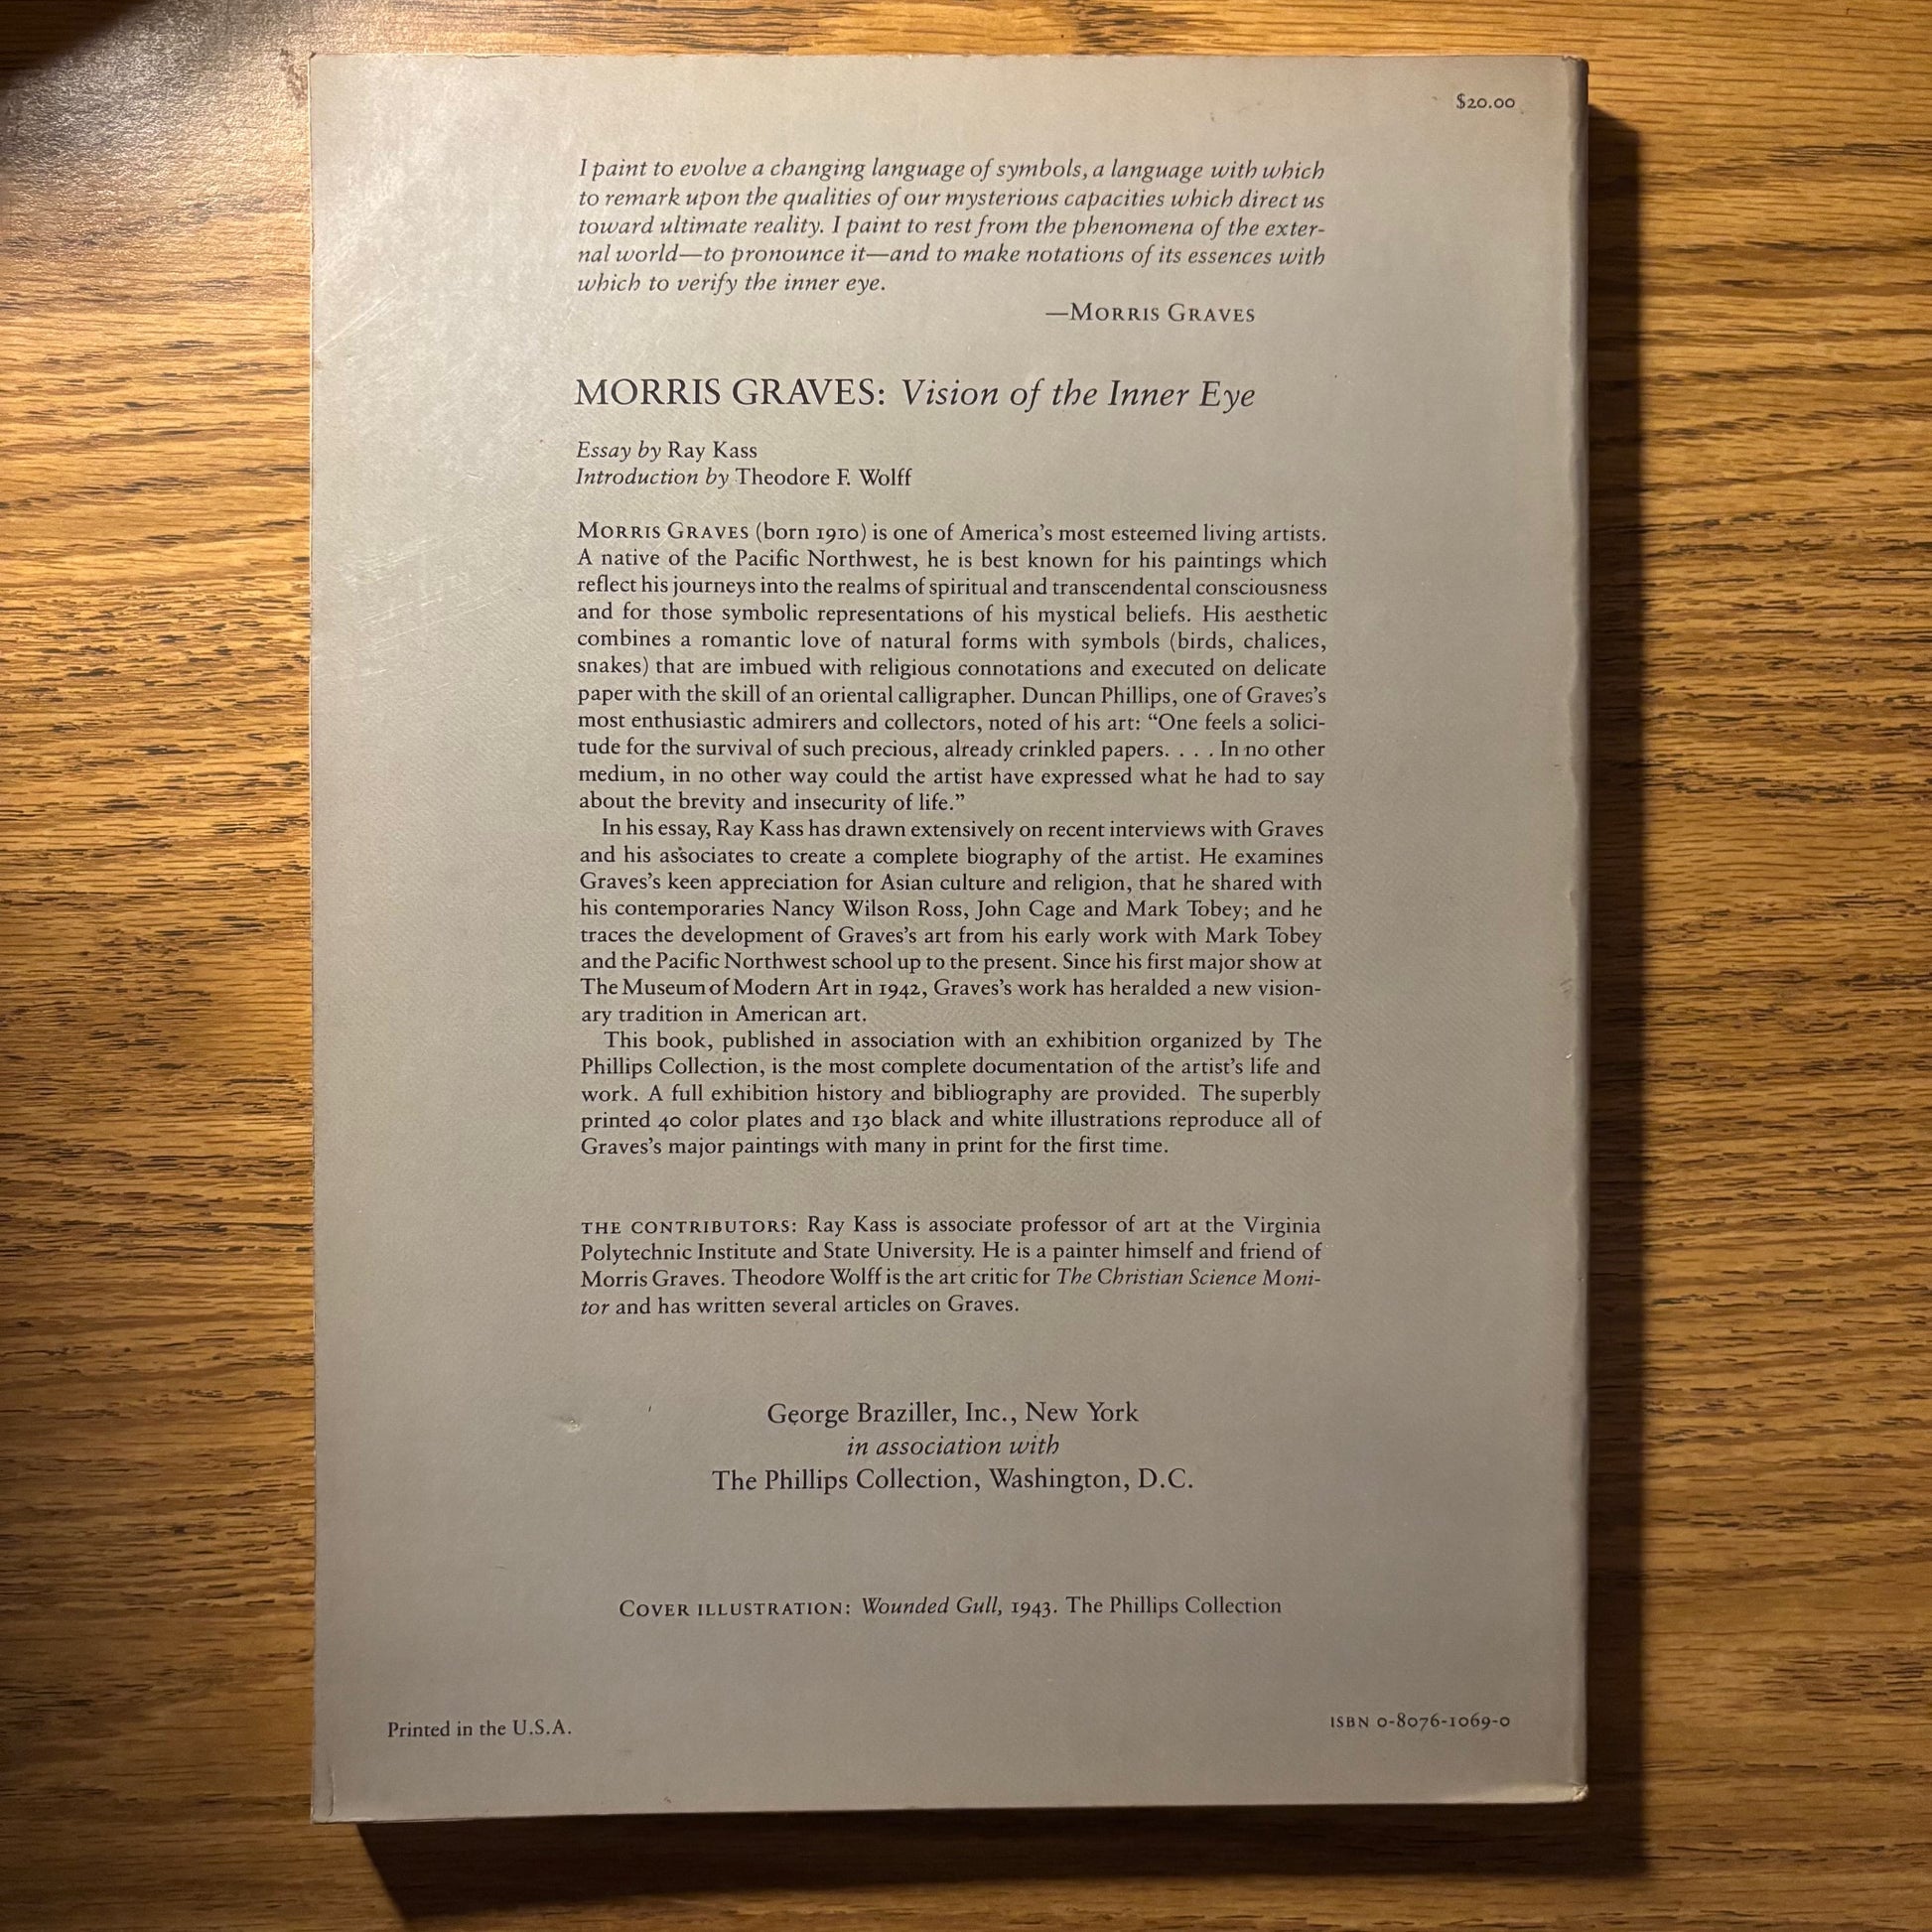 $20.00
I paint to evolve a changing language of symbols, a language with which
to remark upon the qualities of our mysterious capacities which direct us
toward ultimate reality. I paint to rest from the phenomena of the exter-
nal world—to pronounce it—and to make notations of its essences with
which to verify the inner eye.
—MORRIS GRAVES
MORRIS GRAVES: Vision of the Inner Eye
Essay by Ray Kass
Introduction by Theodore F. Wolff
MORRIS GRAVES (born 1910) is one of America's most esteemed living artists.
A native of the Pacific Northwest, he is best known for his paintings which
reflect his journeys into the realms of spiritual and transcendental consciousness
and for those symbolic representations of his mystical beliefs. His aesthetic
combines a romantic love of natural forms with symbols (birds, chalices,
snakes) that are imbued with religious connotations and executed on delicate
paper with the skill of an oriental calligrapher. Duncan Phillips, one of Graves's
most enthusiastic admirers and collectors, noted of his art: “One feels a solici-
tude for the survival of such precious, already crinkled papers. . . . In no other
medium, in no other way could the artist have expressed what he had to say
about the brevity and insecurity of life.”
In his essay, Ray Kass has drawn extensively on recent interviews with Graves
and his associates to create a complete biography of the artist. He examines
Graves's keen appreciation for Asian culture and religion, that he shared with
his contemporaries Nancy Wilson Ross, John Cage and Mark Tobey; and he
traces the development of Graves's art from his early work with Mark Tobey
and the Pacific Northwest school up to the present. Since his first major show at
The Museum of Modern Art in 1942, Graves's work has heralded a new vision-
ary tradition in American art.
This book, published in association with an exhibition organized by The
Phillips Collection, is the most complete documentation of the artist's life and
work. A full exhibition history and bibliography are provided. The superbly
printed 40 color plates and 130 black and white illustrations reproduce all of
Graves's major paintings with many in print for the first time.
THE CONTRIBUTORS: Ray Kass is associate professor of art at the Virginia
Polytechnic Institute and State University. He is a painter himself and friend of
Morris Graves. Theodore Wolff is the art critic for The Christian Science Moni-
tor and has written several articles on Graves.
George Braziller, Inc., New York
in association with
The Phillips Collection, Washington, D.C.
COVER ILLUSTRATION: Wounded Gull, 1943. The Phillips Collection
Printed in the U.S.A.
ISBN 0-8076-1069-0